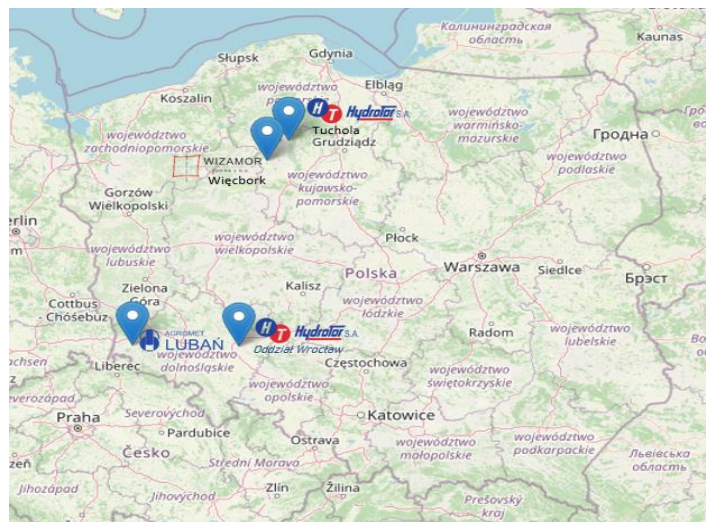 Калининградская
область
Kaunas
Słupsk
Gdynia
Koszalin
województwo
Elbląg
HT HydroTor S.A.
Tuchola
Grudziądz
województwo
zachodniopomorskie
województwo
warmińsko-
mazurskie
Гродна
WIZAMOR
Więcbork
województwo
podlaskie
Gorzów
Wielkopolski
województwo
kujawsko-
pomorskie
województwo
lubuskie
województwo
wielkopolskie
Płock
Warszawa
Siedlce
Брэст
Polska
Zielona
Góra
Kalisz
województwo
łódzkie
Cottbus
- Chóśebuz
AGROMET
LUBAŃ
HT HydroTor S.A.
Oddział Wrocław
Radom
województwo
lubelskie
Liberec
województwo
dolnośląskie
Częstochowa
województwo
świętokrzyskie
województwo
opolskie
Praha
Severovýchod
Katowice
Pardubice
Česko
Ostrava
województwo
małopolskie
województwo
podkarpackie
Львівська
область
Střední Morava
Jihozápad
Jihovýchod
Zlín
Žilina
Prešovský
kraj